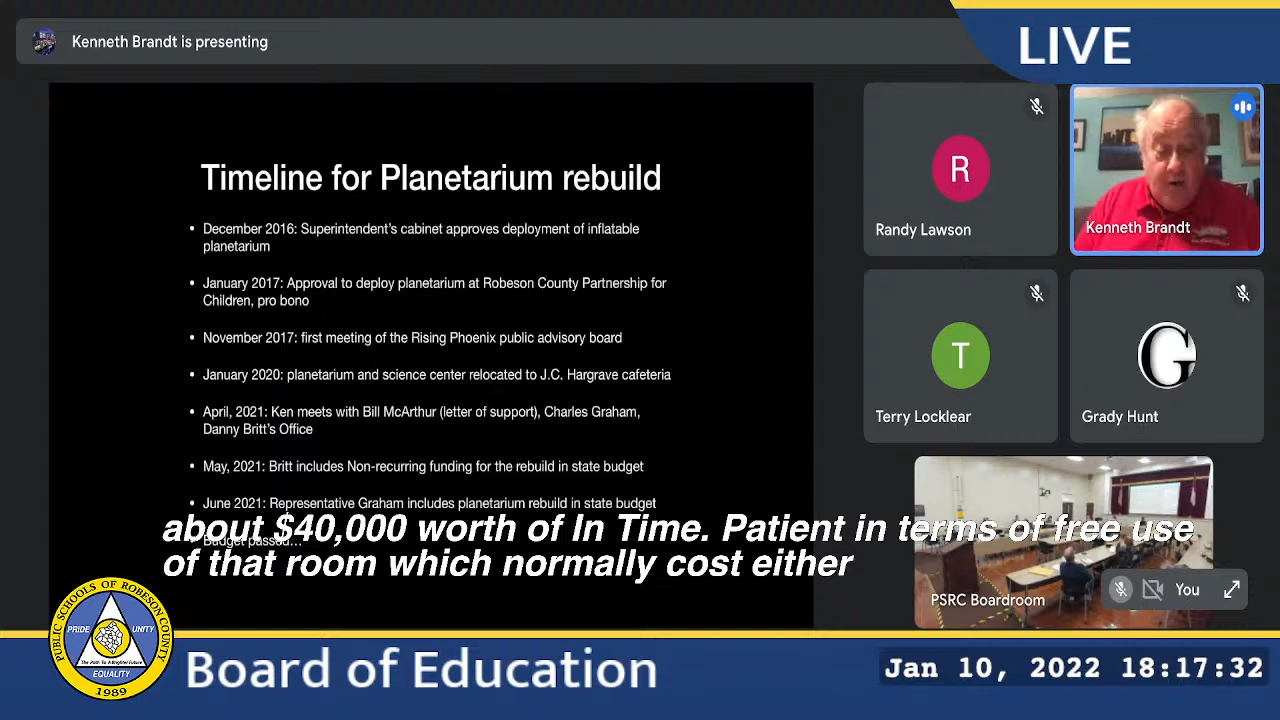 Kenneth Brandt is presenting
LIVE
Timeline for Planetarium rebuild
• December 2016: Superintendent's cabinet approves deployment of inflatable
planetarium
• January 2017: Approval to deploy planetarium at Robeson County Partnership for
Children, pro bono
• November 2017: first meeting of the Rising Phoenix public advisory board
• January 2020: planetarium and science center relocated to J.C. Hargrave cafeteria
• April, 2021: Ken meets with Bill McArthur (letter of support), Charles Graham,
Danny Britt's Office
• May, 2021: Britt includes Non-recurring funding for the rebuild in state budget
• June 2021: Representative Graham includes planetarium rebuild in state budget
Budget passed...
R
Randy Lawson
Kenneth Brandt
T
Terry Locklear
G
Grady Hunt
PSRC Boardroom
You
about $40,000 worth of In Time. Patient in terms of free use
of that room which normally cost either
PUBLIC SCHOOLS OF ROBESON COUNTY
PRIDE
UNITY
The Path To A Brighter Future
EQUALITY
1989
Board of Education
Jan 10, 2022 18:17:32